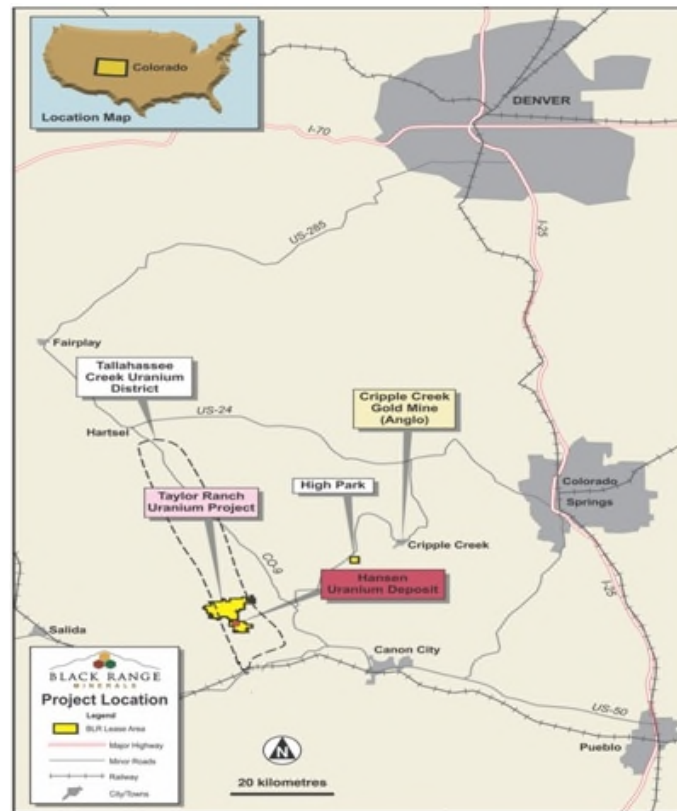 Colorado
Location Map
DENVER
I-70
I-25
US-285
Fairplay
Tallahassee
Creek Uranium
District
US-24
Cripple Creek
Gold Mine
(Anglo)
Hartsel
High Park
Colorado
Springs
Taylor Ranch
Uranium Project
Cripple Creek
CO-9
Hansen
Uranium Deposit
I-25
Salida
Canon City
BLACK RANGE
MINERALS
Project Location
Legend
BLR Lease Area
Major Highway
Minor Roads
Railway
City/Towns
US-50
Pueblo
N
20 kilometres